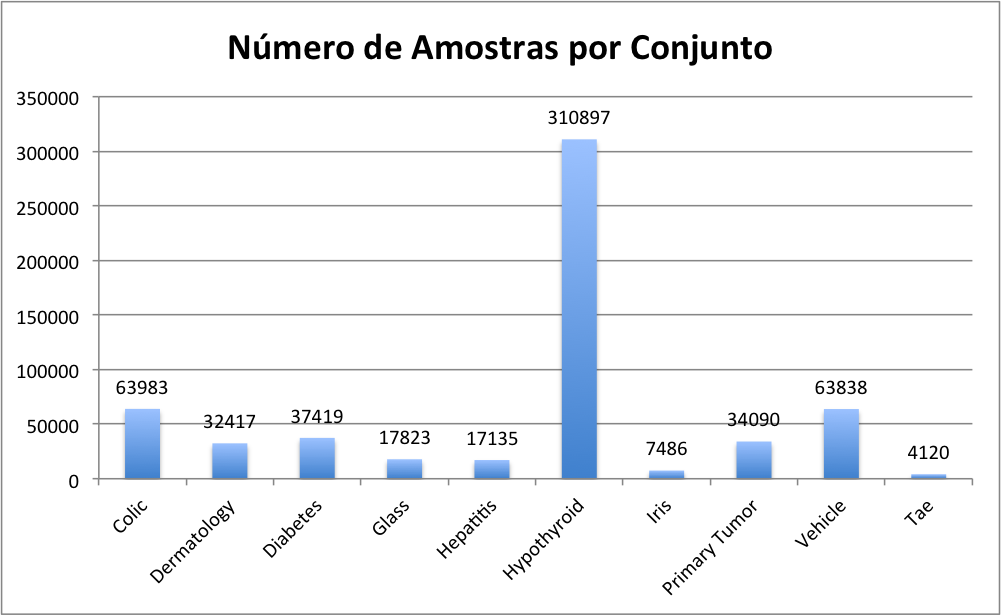 Número de Amostras por Conjunto
350000
300000
250000
200000
150000
100000
50000
0
63983
32417
37419
17823
17135
310897
7486
34090
63838
4120
Colic
Dermatology
Diabetes
Glass
Hepatitis
Hypothyroid
Iris
Primary Tumor
Vehicle
Tae